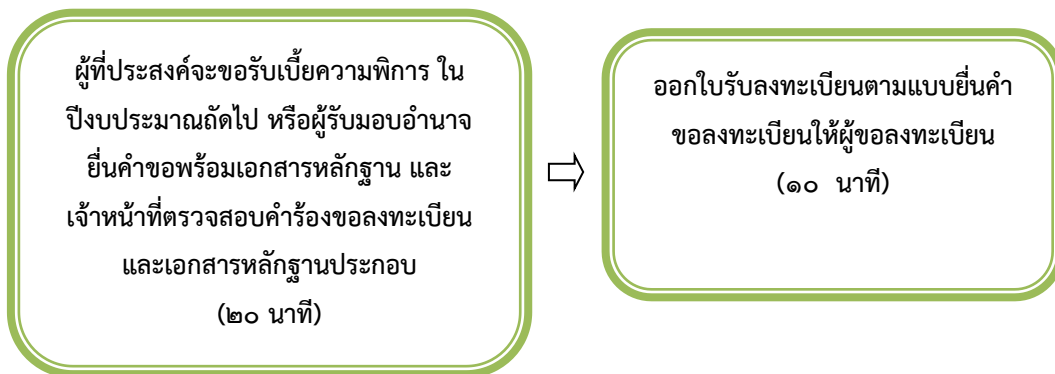 ผู้ที่ประสงค์จะขอรับเบี้ยความพิการ ใน
ปีงบประมาณถัดไป หรือผู้รับมอบอำนาจ
ยื่นคำขอพร้อมเอกสารหลักฐาน และ
เจ้าหน้าที่ตรวจสอบคำร้องขอลงทะเบียน
และเอกสารหลักฐานประกอบ
(๒๐ นาที)
ออกใบรับลงทะเบียนตามแบบยื่นคำ
ขอลงทะเบียนให้ผู้ขอลงทะเบียน
(๑๐ นาที)